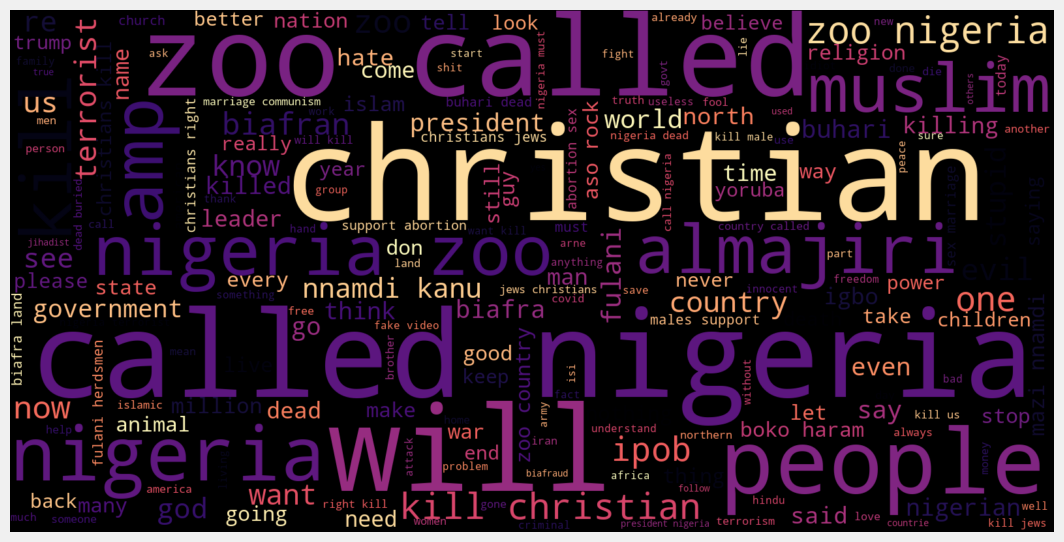 re church zoo nation tell look already believe new zoo nigeria
trump better zoo called religion
family ask hate come start shit fight lie muslim
true name terrorist
us islam marriage communism buhari dead nigeria must govt done die others today
men kill amp biafran president truth useless fool world north used buhari killing another
person really christians jews nigeria dead kill male use sure
christians kill christians right know work will kill christian abortion sex aso rock time yoruba way peace
killed year still guy
leader group thank support abortion want kill must call nigeria country called sex marriage
jihadist call dead buried hand don arne part
see nigeria zoo land anything man fulani almajiri evil
please state every nnamdi kanu jews christians covid save never innocent freedom power
government something free think biafra country igbo one
go fake video males support take children
biafra land called nigeria
mean live brother good keep isi fact without even bad mazi nnamdi kanu
now islamic million dead make zoo country let say kill us stop
fulani herdsmen help animal war army understand northern boko haram always
nigeria will end iran ipob people money
attack problem biafraud africa
back many america want right kill gone follow hindu nigerian well
god going need kill christian women criminal president nigeria terrorism said love countrie kill jews
much someone